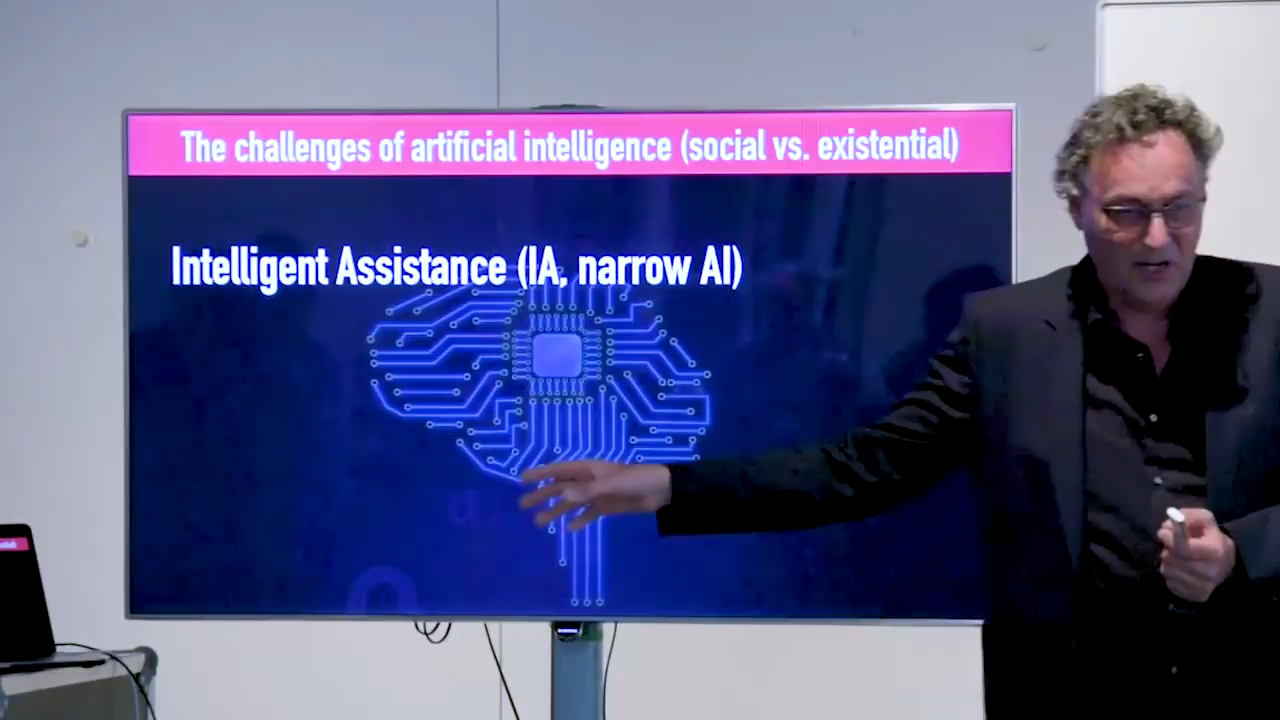 The challenges of artificial intelligence (social vs. existential)
Intelligent Assistance (IA, narrow AI)